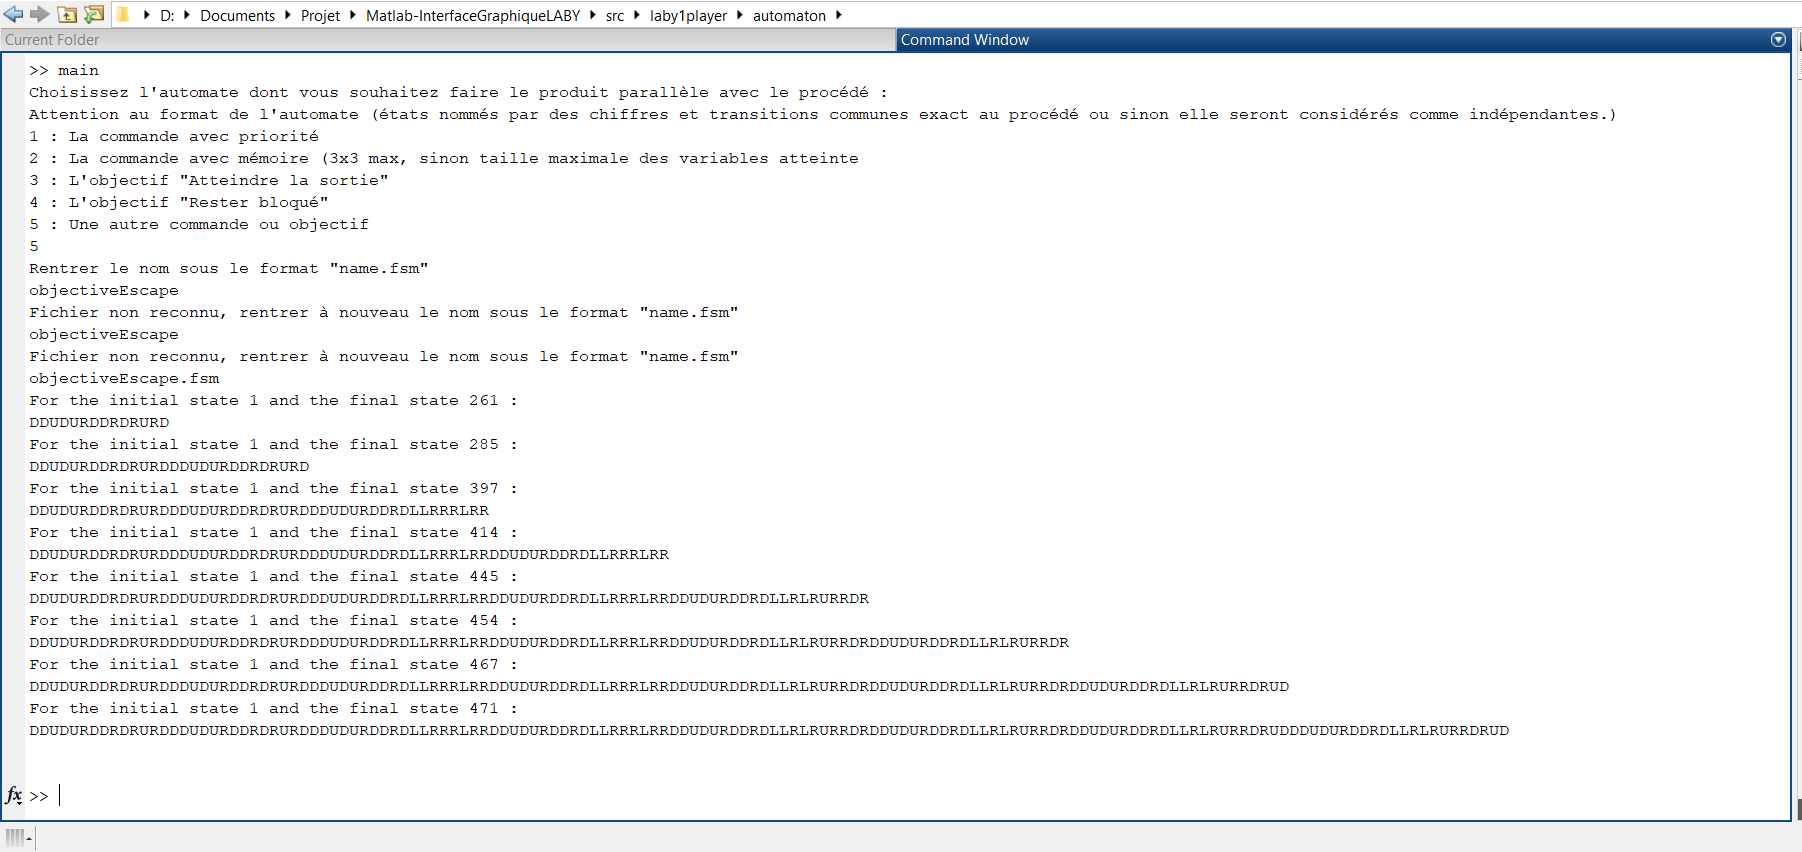 D: Documents Projet Matlab-InterfaceGraphiqueLABY src laby1player automaton
Current Folder
Command Window
>> main
Choisissez l'automate dont vous souhaitez faire le produit parallèle avec le procédé :
Attention au format de l'automate (états nommés par des chiffres et transitions communes exact au procédé ou sinon elle seront considérés comme indépendantes.)
1 : La commande avec priorité
2 : La commande avec mémoire (3x3 max, sinon taille maximale des variables atteinte
3 : L'objectif "Atteindre la sortie"
4 : L'objectif "Rester bloqué"
5 : Une autre commande ou objectif
5
Rentrer le nom sous le format "name.fsm"
objectiveEscape
Fichier non reconnu, rentrer à nouveau le nom sous le format "name.fsm"
objectiveEscape
Fichier non reconnu, rentrer à nouveau le nom sous le format "name.fsm"
objectiveEscape.fsm
For the initial state 1 and the final state 261 :
DDUDURDDRDRURD
For the initial state 1 and the final state 285 :
DDUDURDDRDRURDDDUDURDDRDRURD
For the initial state 1 and the final state 397 :
DDUDURDDRDRURDDDUDURDDRDRURDDDUDURDDRDLLRRRLRR
For the initial state 1 and the final state 414 :
DDUDURDDRDRURDDDUDURDDRDRURDDDUDURDDRDLLRRRLRRDDUDURDDRDLLRRRLRR
For the initial state 1 and the final state 445 :
DDUDURDDRDRURDDDUDURDDRDRURDDDUDURDDRDLLRRRLRRDDUDURDDRDLLRRRLRRDDUDURDDRDLLRLRURRDR
For the initial state 1 and the final state 454 :
DDUDURDDRDRURDDDUDURDDRDRURDDDUDURDDRDLLRRRLRRDDUDURDDRDLLRRRLRRDDUDURDDRDLLRLRURRDRDDUDURDDRDLLRLRURRDR
For the initial state 1 and the final state 467 :
DDUDURDDRDRURDDDUDURDDRDRURDDDUDURDDRDLLRRRLRRDDUDURDDRDLLRRRLRRDDUDURDDRDLLRLRURRDRDDUDURDDRDLLRLRURRDRDDUDURDDRDLLRLRURRDRUD
For the initial state 1 and the final state 471 :
DDUDURDDRDRURDDDUDURDDRDRURDDDUDURDDRDLLRRRLRRDDUDURDDRDLLRRRLRRDDUDURDDRDLLRLRURRDRDDUDURDDRDLLRLRURRDRDDUDURDDRDLLRLRURRDRUDDDUDURDDRDLLRLRURRDRUD
fx >>